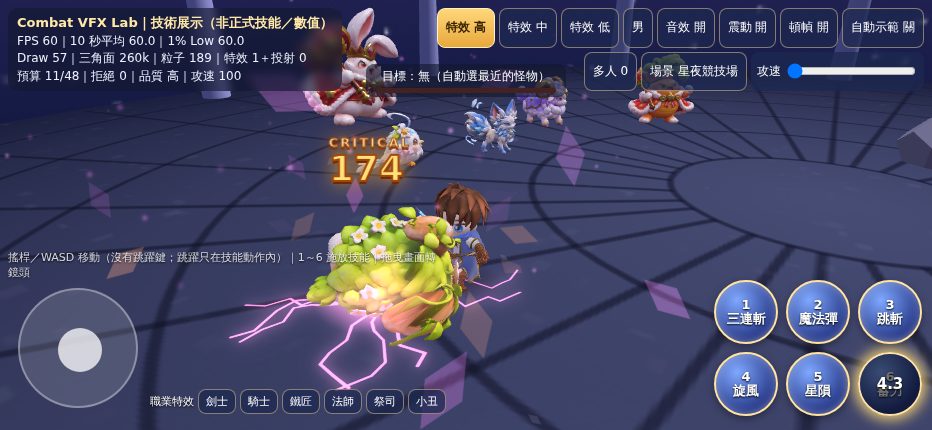 Combat VFX Lab｜技術展示（非正式技能／數值）
FPS 60｜10 秒平均 60.0｜1% Low 60.0
Draw 57｜三角面 260k｜粒子 189｜特效 1＋投射 0
預算 11/48｜拒絕 0｜品質 高｜攻速 100
特效 高
特效 中
特效 低
男
音效 開
震動 開
頓幀 開
自動示範 關
多人 0
場景 星夜競技場
攻速
目標：無（自動選最近的怪物）
CRITICAL
174
搖桿／WASD 移動（沒有跳躍鍵；跳躍只在技能動作內）｜1～6 施放技能｜拖曳畫面轉
鏡頭
1
三連斬
2
魔法彈
3
跳斬
4
旋風
5
星隕
4.3
職業特效
劍士
騎士
鐵匠
法師
祭司
小丑